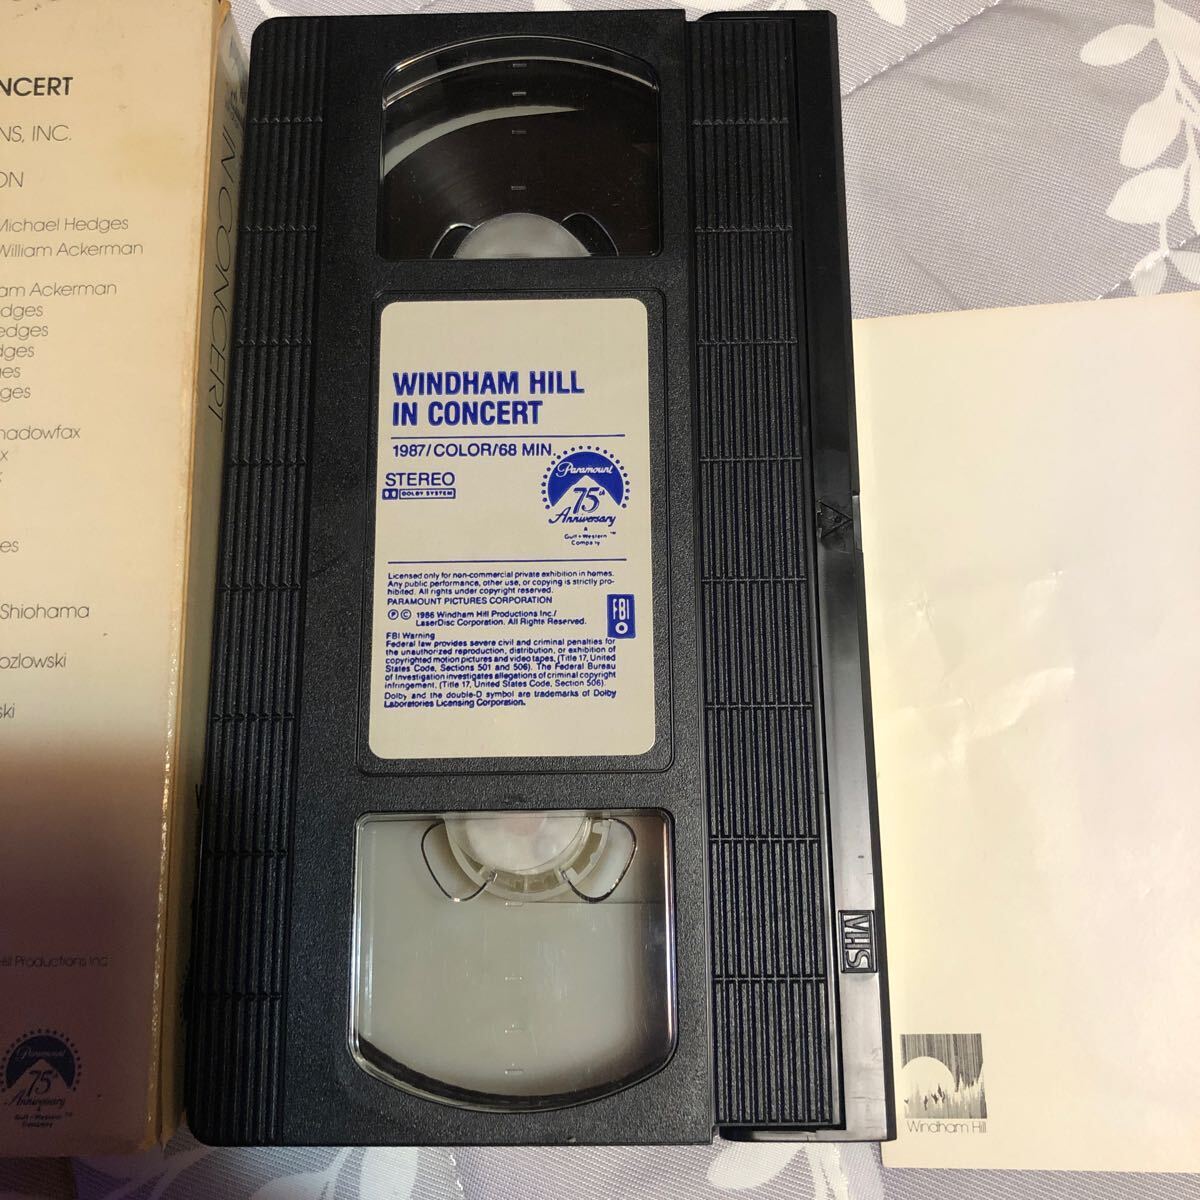 NCERT
NS, INC.
ON
Michael Hedges
William Ackerman
am Ackerman
dges
edges
dges
es
ges
hadowfax
x
es
Shiohama
ozlowski
ski
Hill Productions Inc
Paramount
75th
Anniversary
A
Gulf+Western
Company
TM
IN CONCERT
WINDHAM HILL
IN CONCERT
1987/COLOR/68 MIN.
STEREO
DOLBY SYSTEM
Paramount
75th
Anniversary
A
Gulf+Western
Company
TM
Licensed only for non-commercial private exhibition in homes.
Any public performance, other use, or copying is strictly pro-
hibited. All rights under copyright reserved.
PARAMOUNT PICTURES CORPORATION
Ⓟ © 1986 Windham Hill Productions Inc./
LaserDisc Corporation. All Rights Reserved.
FBI
FBI Warning
Federal law provides severe civil and criminal penalties for
the unauthorized reproduction, distribution, or exhibition of
copyrighted motion pictures and video tapes, (Title 17, United
States Code, Sections 501 and 506). The Federal Bureau
of Investigation investigates allegations of criminal copyright
infringement, (Title 17, United States Code, Section 506).
Dolby and the double-D symbol are trademarks of Dolby
Laboratories Licensing Corporation.
VHS
Windham Hill